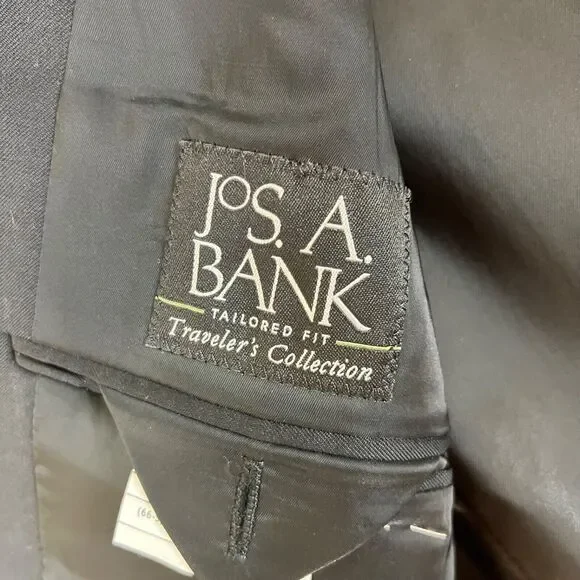 JOS. A.
BANK
TAILORED FIT
Traveler's Collection